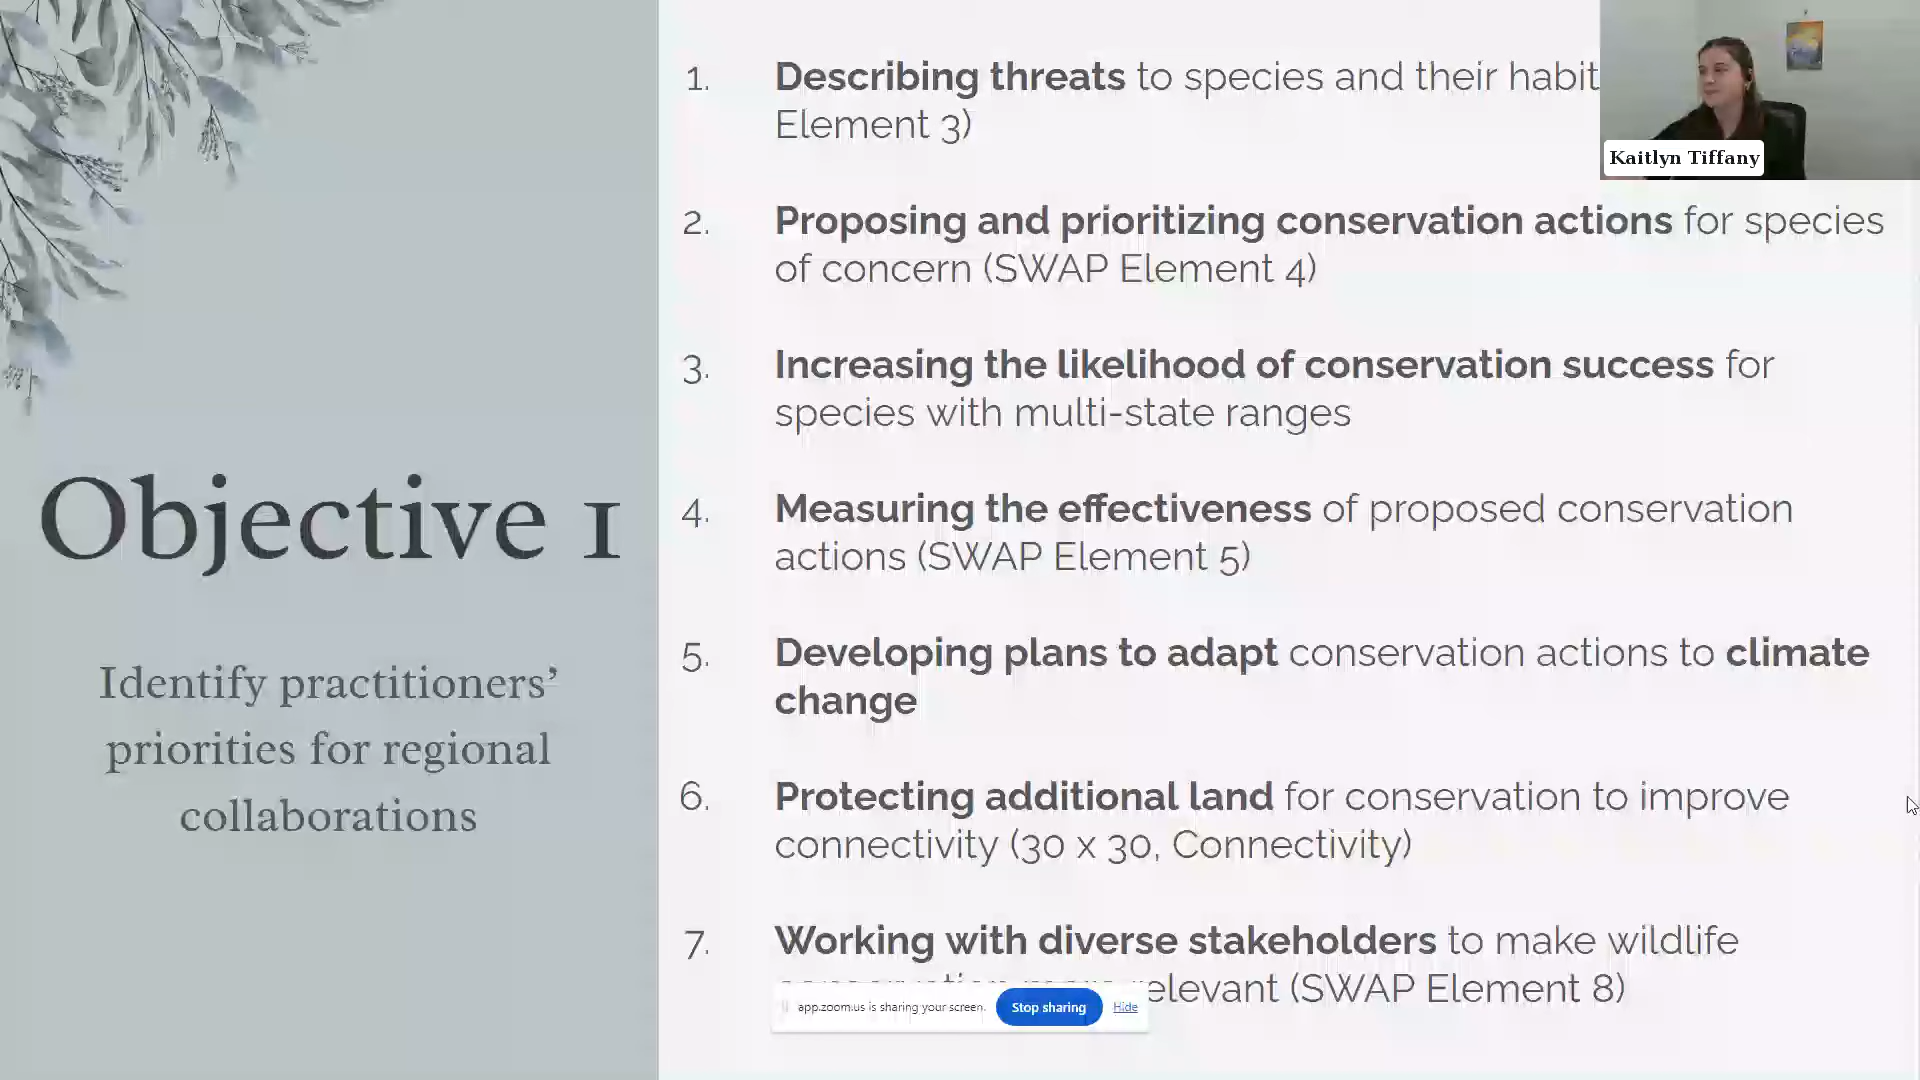 Objective 1
Identify practitioners’
priorities for regional
collaborations
1. Describing threats to species and their habit
Element 3)
2. Proposing and prioritizing conservation actions for species
of concern (SWAP Element 4)
3. Increasing the likelihood of conservation success for
species with multi-state ranges
4. Measuring the effectiveness of proposed conservation
actions (SWAP Element 5)
5. Developing plans to adapt conservation actions to climate
change
6. Protecting additional land for conservation to improve
connectivity (30 x 30, Connectivity)
7. Working with diverse stakeholders to make wildlife
relevant (SWAP Element 8)
Kaitlyn Tiffany
app.zoom.us is sharing your screen. Stop sharing Hide